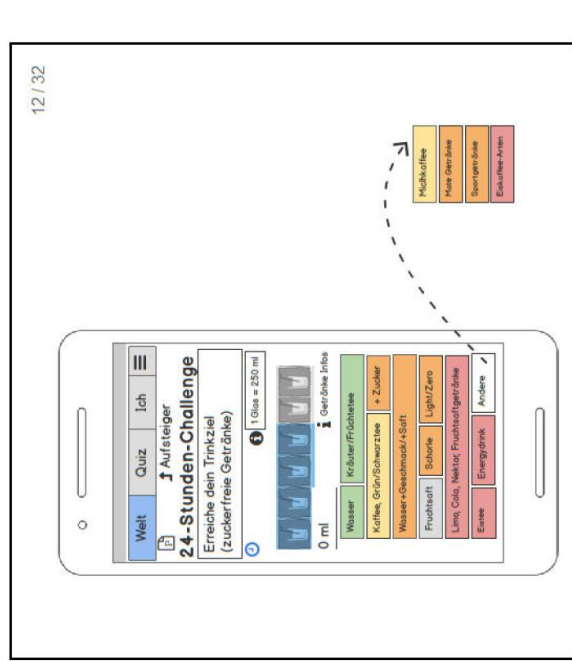 12 / 32
Welt Quiz Ich
Aufsteiger
24-Stunden-Challenge
Erreiche dein Trinkziel
(zuckerfreie Getränke)
1 Glas = 250 ml
0 ml
Getränke Infos
Wasser Kräuter/Früchtetee
Kaffee, Grün/Schwarztee + Zucker
Wasser+Geschmack/+Saft
Fruchtsaft Schorle Light/Zero
Limo, Cola, Nektar, Fruchtsaftgetränke
Eistee Energydrink Andere
Miclhkaffee
Mate Getränke
Sportgetränke
Eiskaffee-Arten